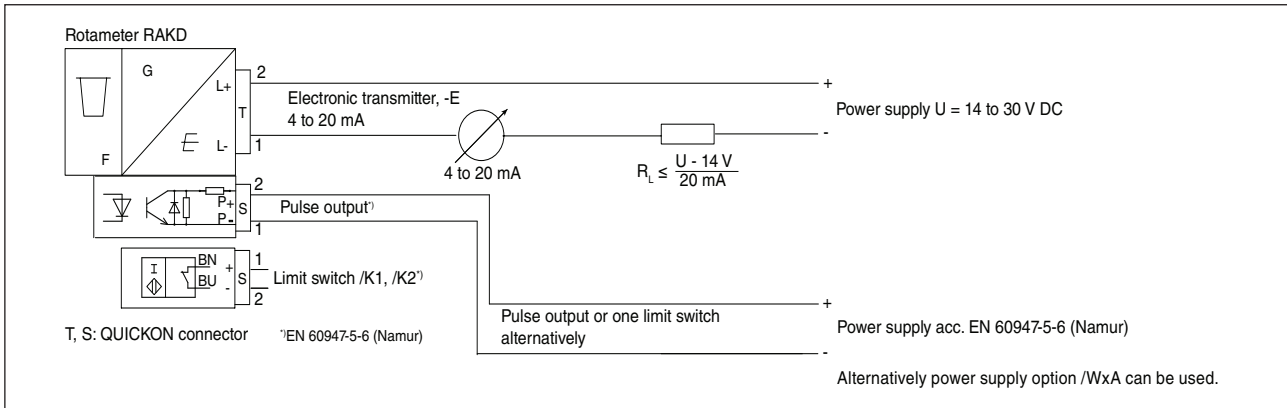 Rotameter RAKD
G
F
L+
L-
T
2
1
Electronic transmitter, -E
4 to 20 mA
4 to 20 mA
R_L ≤ U - 14 V
20 mA
+
-
Power supply U = 14 to 30 V DC
P+
P-
S
2
1
Pulse output*)
I
BN
BU
+
-
S
1
2
Limit switch /K1, /K2*)
T, S: QUICKON connector *)EN 60947-5-6 (Namur)
Pulse output or one limit switch
alternatively
+
-
Power supply acc. EN 60947-5-6 (Namur)
Alternatively power supply option /WxA can be used.